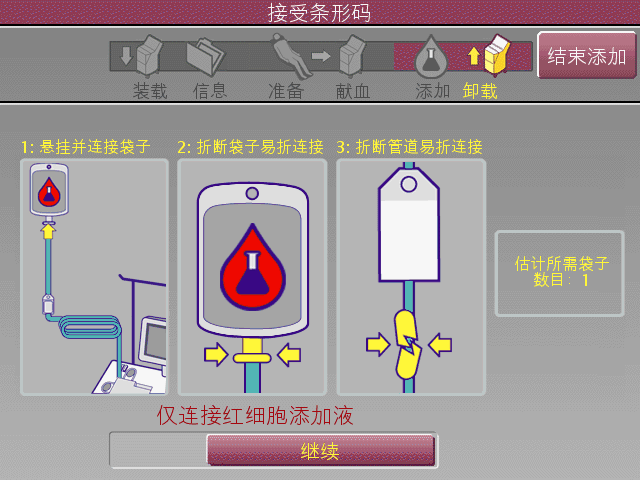 接受条形码
装载
信息
准备
献血
添加
卸载
结束添加
1: 悬挂并连接袋子
2: 折断袋子易折连接
3: 折断管道易折连接
估计所需袋子
数目: 1
仅连接红细胞添加液
继续